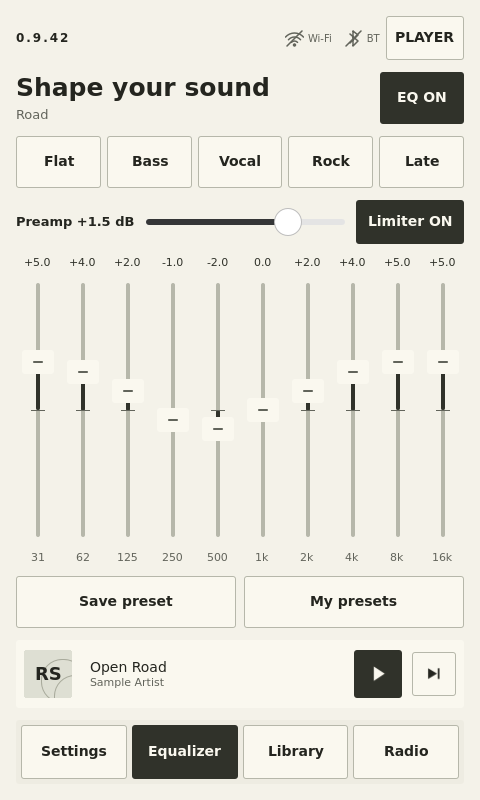 0.9.42 Wi-Fi BT PLAYER
Shape your sound
Road
EQ ON
Flat Bass Vocal Rock Late
Preamp +1.5 dB Limiter ON
+5.0 +4.0 +2.0 -1.0 -2.0 0.0 +2.0 +4.0 +5.0 +5.0
31 62 125 250 500 1k 2k 4k 8k 16k
Save preset My presets
RS
Open Road
Sample Artist
Settings Equalizer Library Radio